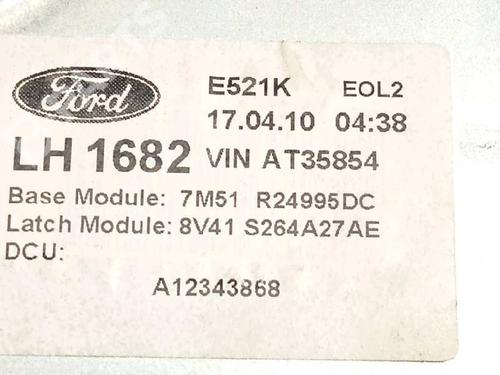 Ford
E521K EOL2
17.04.10 04:38
LH 1682 VIN AT35854
Base Module: 7M51 R24995DC
Latch Module: 8V41 S264A27AE
DCU:
A12343868